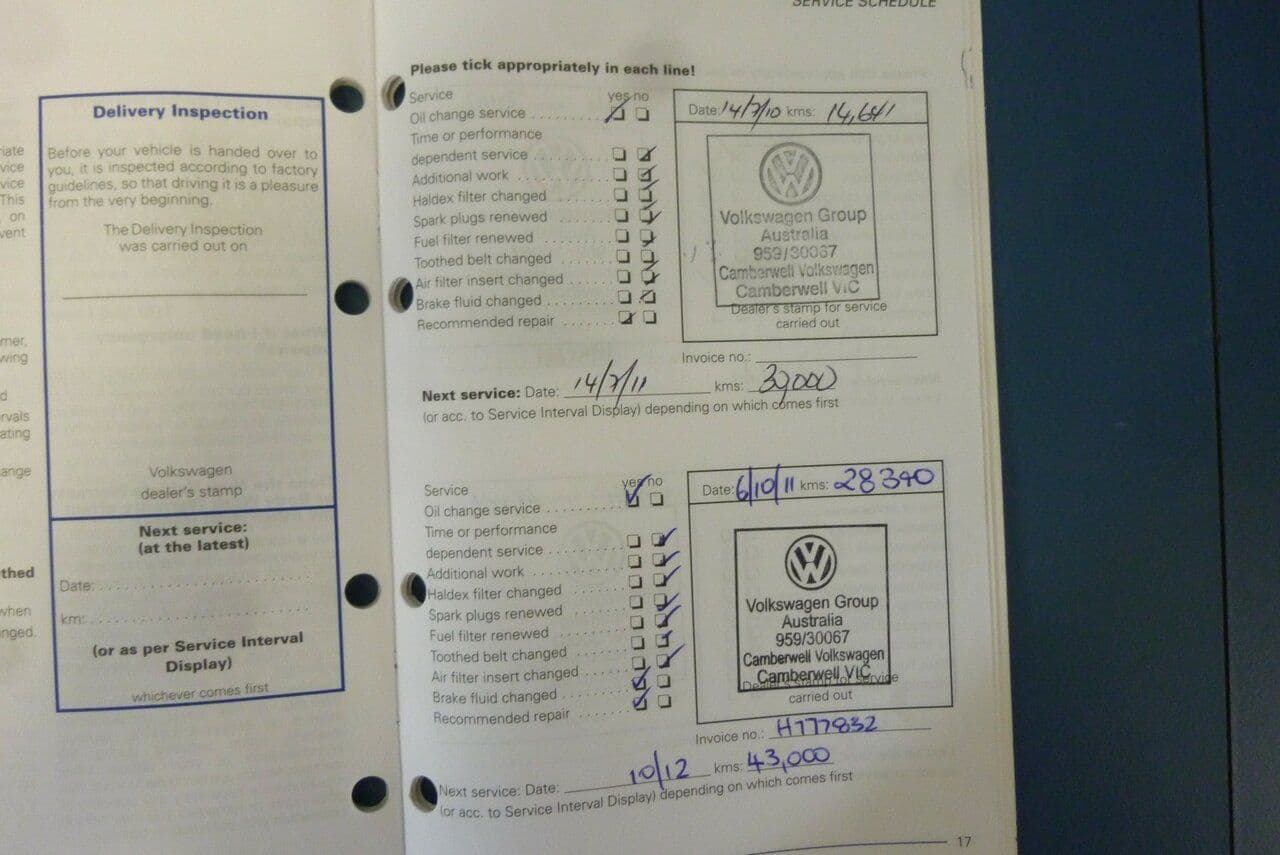 SERVICE SCHEDULE
Delivery Inspection
Before your vehicle is handed over to
you, it is inspected according to factory
guidelines, so that driving it is a pleasure
from the very beginning.
The Delivery Inspection
was carried out on
Volkswagen
dealer's stamp
Next service:
(at the latest)
Date:
km:
(or as per Service Interval
Display)
whichever comes first
Please tick appropriately in each line!
Service yes no
Oil change service
Time or performance
dependent service
Additional work
Haldex filter changed
Spark plugs renewed
Fuel filter renewed
Toothed belt changed
Air filter insert changed
Brake fluid changed
Recommended repair
Date: 14/7/10 kms: 14,641
Volkswagen Group
Australia
959/30067
Camberwell Volkswagen
Camberwell VIC
Dealer's stamp for service
carried out
Invoice no.:
Next service: Date: 14/7/11 kms: 30,000
(or acc. to Service Interval Display) depending on which comes first
Service yes no
Oil change service
Time or performance
dependent service
Additional work
Haldex filter changed
Spark plugs renewed
Fuel filter renewed
Toothed belt changed
Air filter insert changed
Brake fluid changed
Recommended repair
Date: 6/10/11 kms: 28340
Volkswagen Group
Australia
959/30067
Camberwell Volkswagen
Camberwell VIC
Dealer's stamp for service
carried out
Invoice no.: H777832
Next service: Date: 10/12 kms: 43,000
(or acc. to Service Interval Display) depending on which comes first
17